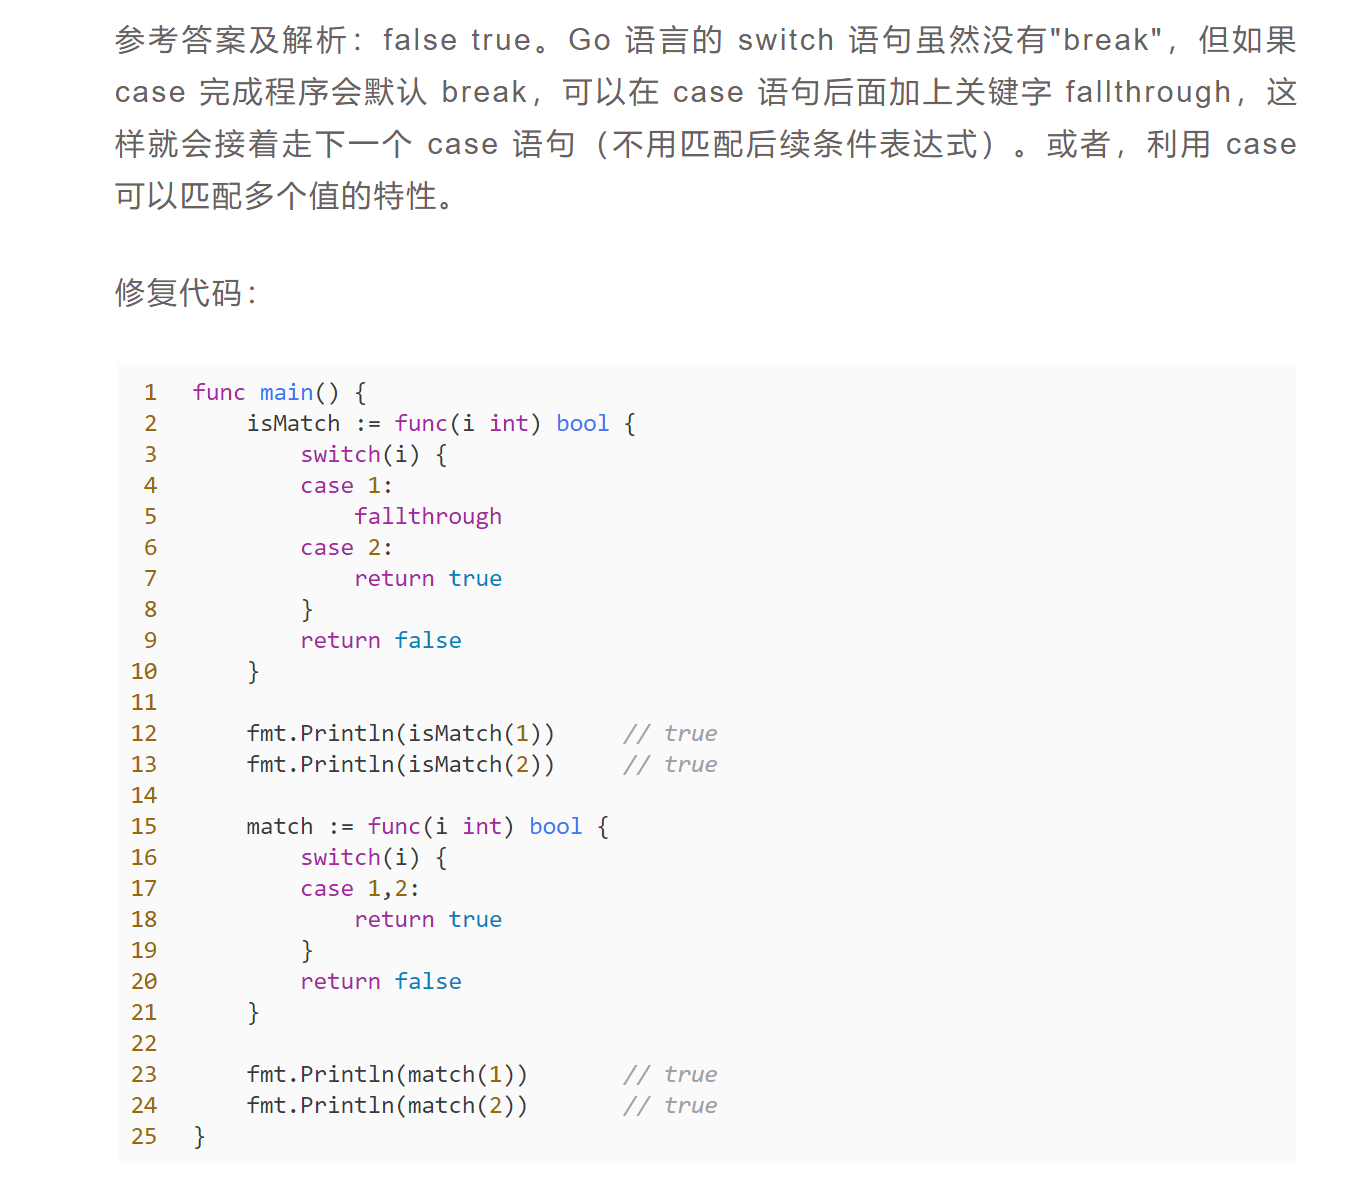 参考答案及解析：false true。Go 语言的 switch 语句虽然没有"break"，但如果
case 完成程序会默认 break，可以在 case 语句后面加上关键字 fallthrough，这
样就会接着走下一个 case 语句（不用匹配后续条件表达式）。或者，利用 case
可以匹配多个值的特性。
修复代码：
1 func main() {
2     isMatch := func(i int) bool {
3         switch(i) {
4         case 1:
5             fallthrough
6         case 2:
7             return true
8         }
9         return false
10     }
11
12     fmt.Println(isMatch(1))     // true
13     fmt.Println(isMatch(2))     // true
14
15     match := func(i int) bool {
16         switch(i) {
17         case 1,2:
18             return true
19         }
20         return false
21     }
22
23     fmt.Println(match(1))       // true
24     fmt.Println(match(2))       // true
25 }